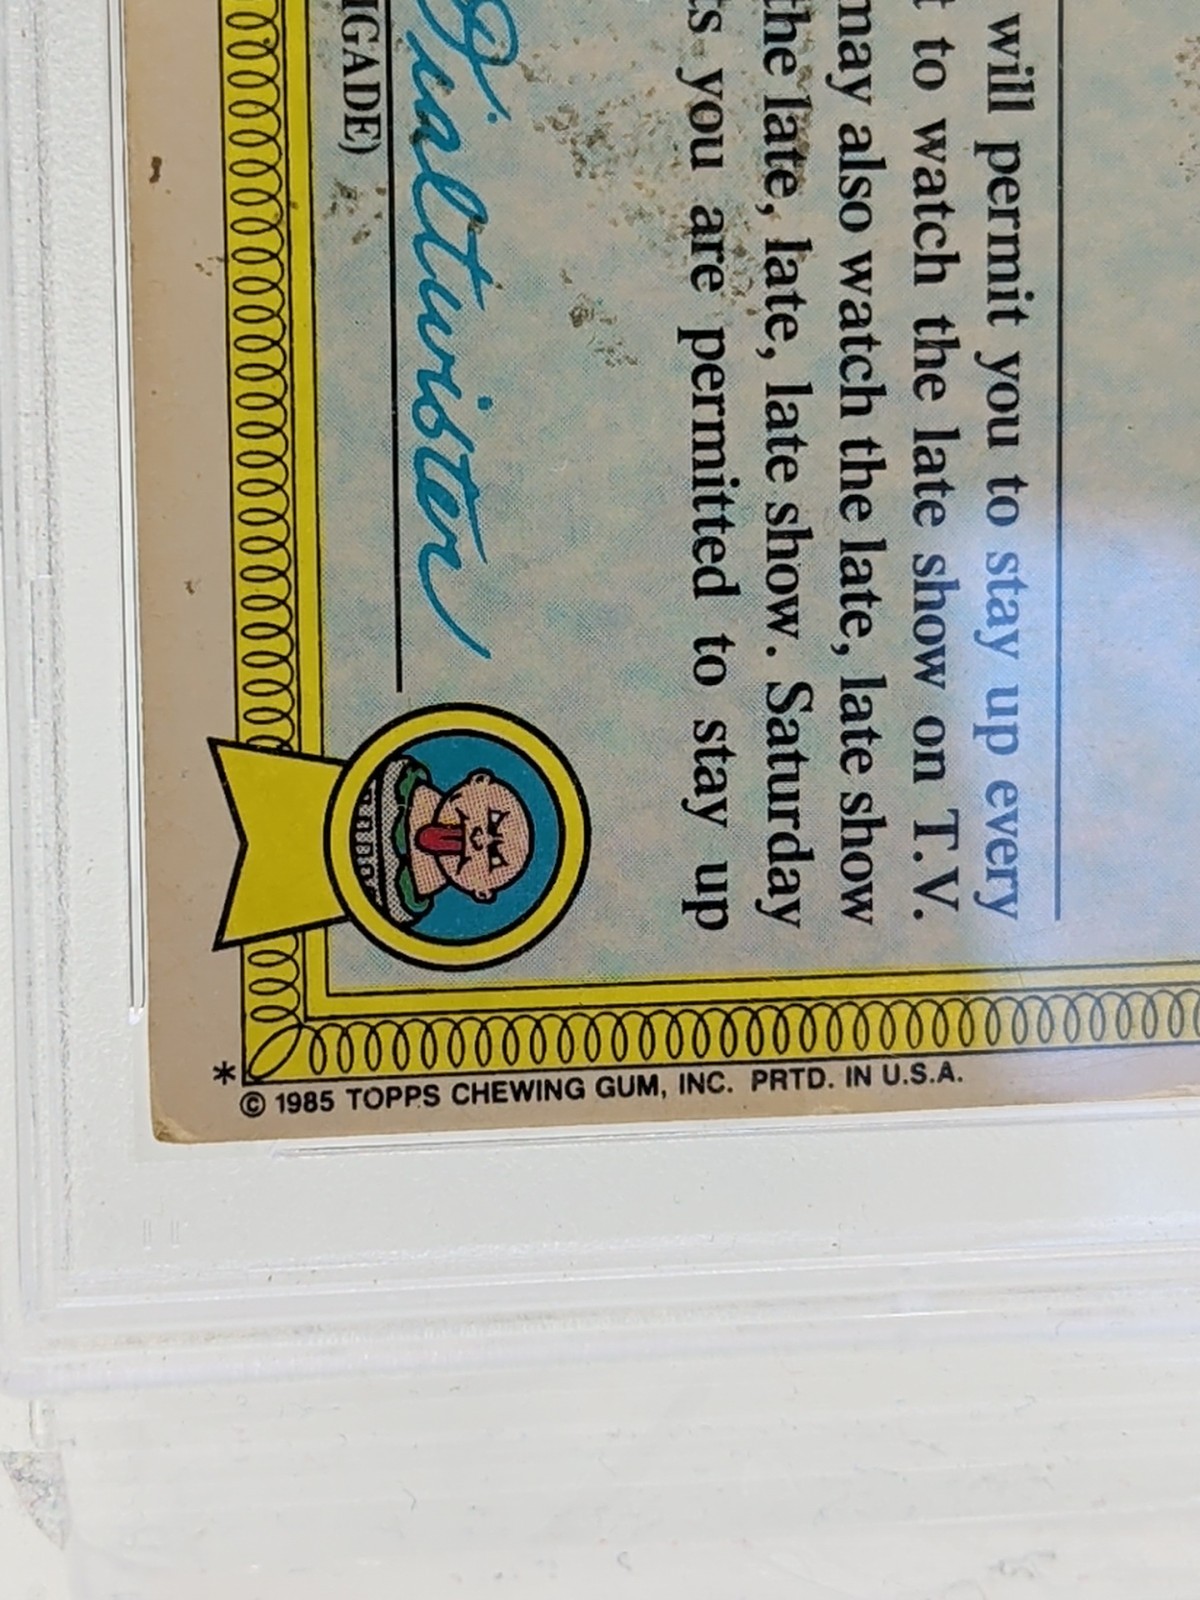 will permit you to stay up every
t to watch the late show on T.V.
may also watch the late, late show
the late, late, late show. Saturday
ts you are permitted to stay up
Dialtwister
IGADE)
*
© 1985 TOPPS CHEWING GUM, INC. PRTD. IN U.S.A.